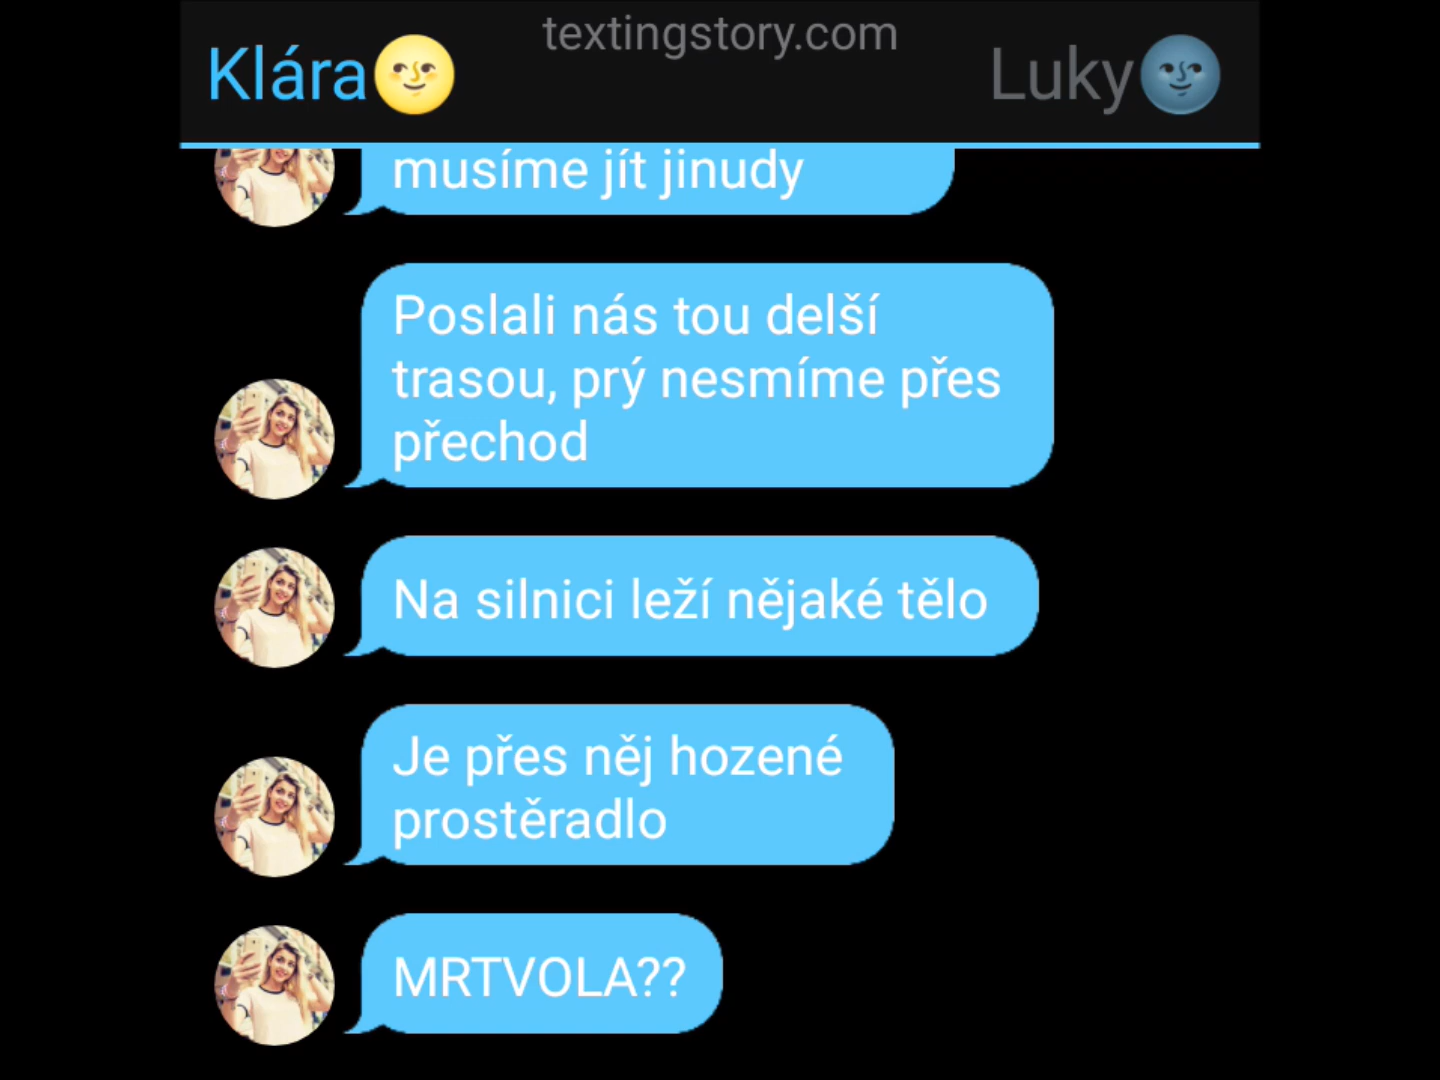 textingstory.com
Klára🌝 Luky🌚
musíme jít jinudy
Poslali nás tou delší
trasou, prý nesmíme přes
přechod
Na silnici leží nějaké tělo
Je přes něj hozené
prostěradlo
MRTVOLA??